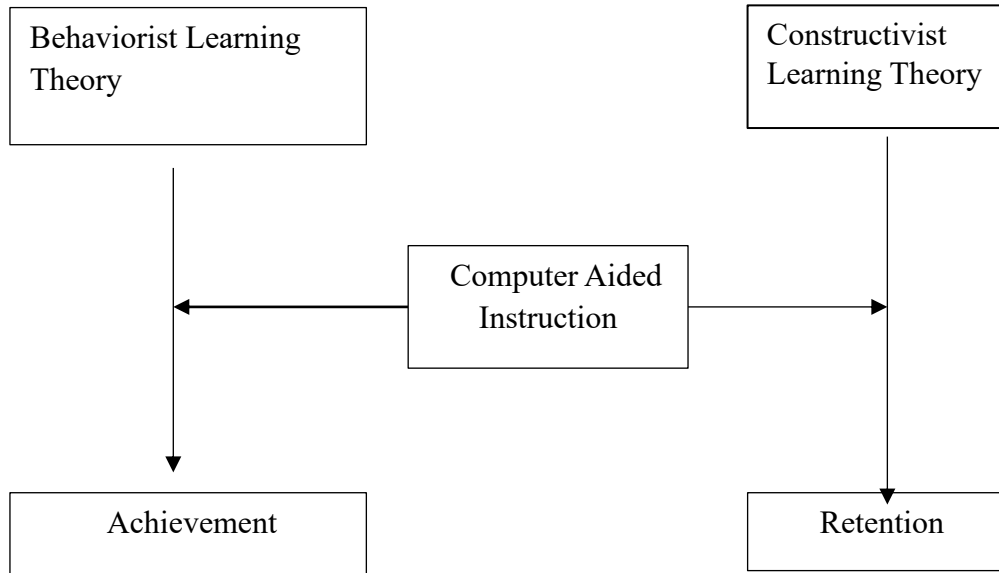 Behaviorist Learning
Theory
Constructivist
Learning Theory
Computer Aided
Instruction
Achievement
Retention